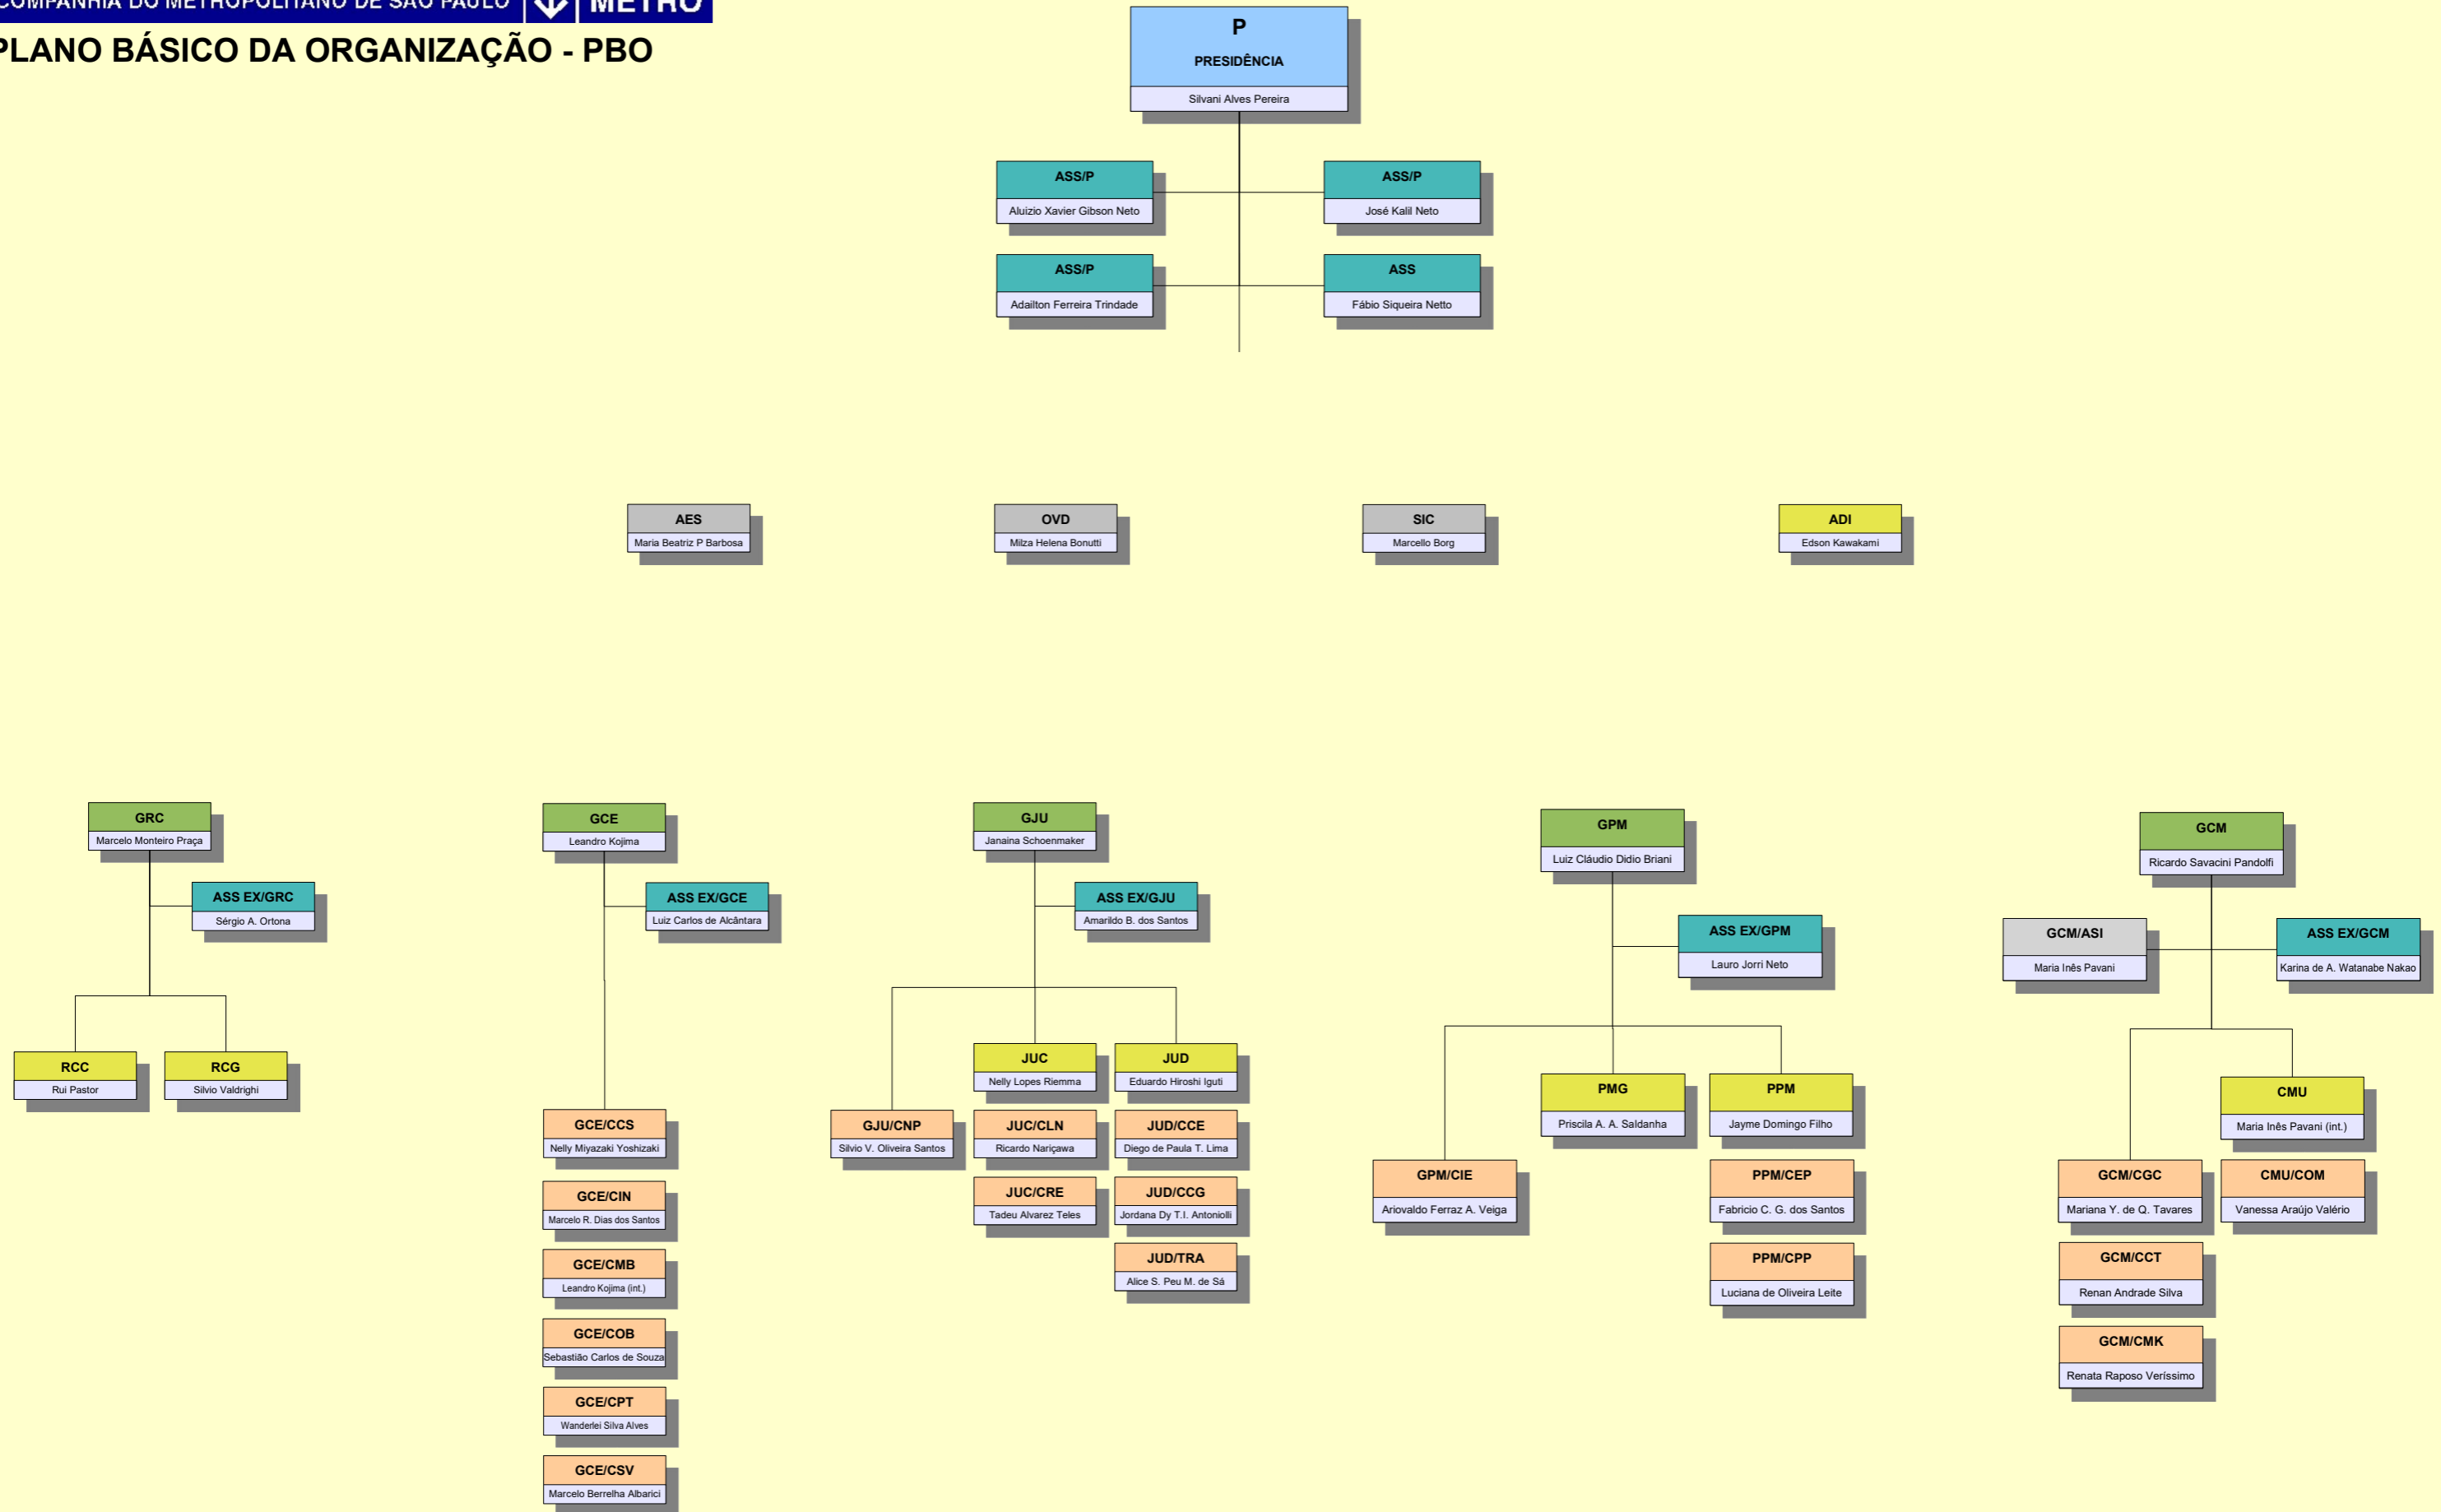 COMPANHIA DO METROPOLITANO DE SÃO PAULO METRÔ
PLANO BÁSICO DA ORGANIZAÇÃO - PBO
P
PRESIDÊNCIA
Silvani Alves Pereira
ASS/P
Aluizio Xavier Gibson Neto
ASS/P
José Kalil Neto
ASS/P
Adailton Ferreira Trindade
ASS
Fábio Siqueira Netto
AES
Maria Beatriz P Barbosa
OVD
Milza Helena Bonutti
SIC
Marcello Borg
ADI
Edson Kawakami
GRC
Marcelo Monteiro Praça
ASS EX/GRC
Sérgio A. Ortona
RCC
Rui Pastor
RCG
Silvio Valdrighi
GCE
Leandro Kojima
ASS EX/GCE
Luiz Carlos de Alcântara
GCE/CCS
Nelly Miyazaki Yoshizaki
GCE/CIN
Marcelo R. Dias dos Santos
GCE/CMB
Leandro Kojima (int.)
GCE/COB
Sebastião Carlos de Souza
GCE/CPT
Wanderlei Silva Alves
GCE/CSV
Marcelo Berrelha Albarici
GJU
Janaina Schoenmaker
ASS EX/GJU
Amarildo B. dos Santos
GJU/CNP
Silvio V. Oliveira Santos
JUC
Nelly Lopes Riemma
JUC/CLN
Ricardo Nariçawa
JUC/CRE
Tadeu Alvarez Teles
JUD
Eduardo Hiroshi Iguti
JUD/CCE
Diego de Paula T. Lima
JUD/CCG
Jordana Dy T.I. Antoniolli
JUD/TRA
Alice S. Peu M. de Sá
GPM
Luiz Cláudio Didio Briani
ASS EX/GPM
Lauro Jorri Neto
GPM/CIE
Ariovaldo Ferraz A. Veiga
PMG
Priscila A. A. Saldanha
PPM
Jayme Domingo Filho
PPM/CEP
Fabricio C. G. dos Santos
PPM/CPP
Luciana de Oliveira Leite
GCM
Ricardo Savacini Pandolfi
GCM/ASI
Maria Inês Pavani
ASS EX/GCM
Karina de A. Watanabe Nakao
GCM/CGC
Mariana Y. de Q. Tavares
GCM/CCT
Renan Andrade Silva
GCM/CMK
Renata Raposo Veríssimo
CMU
Maria Inês Pavani (int.)
CMU/COM
Vanessa Araújo Valério